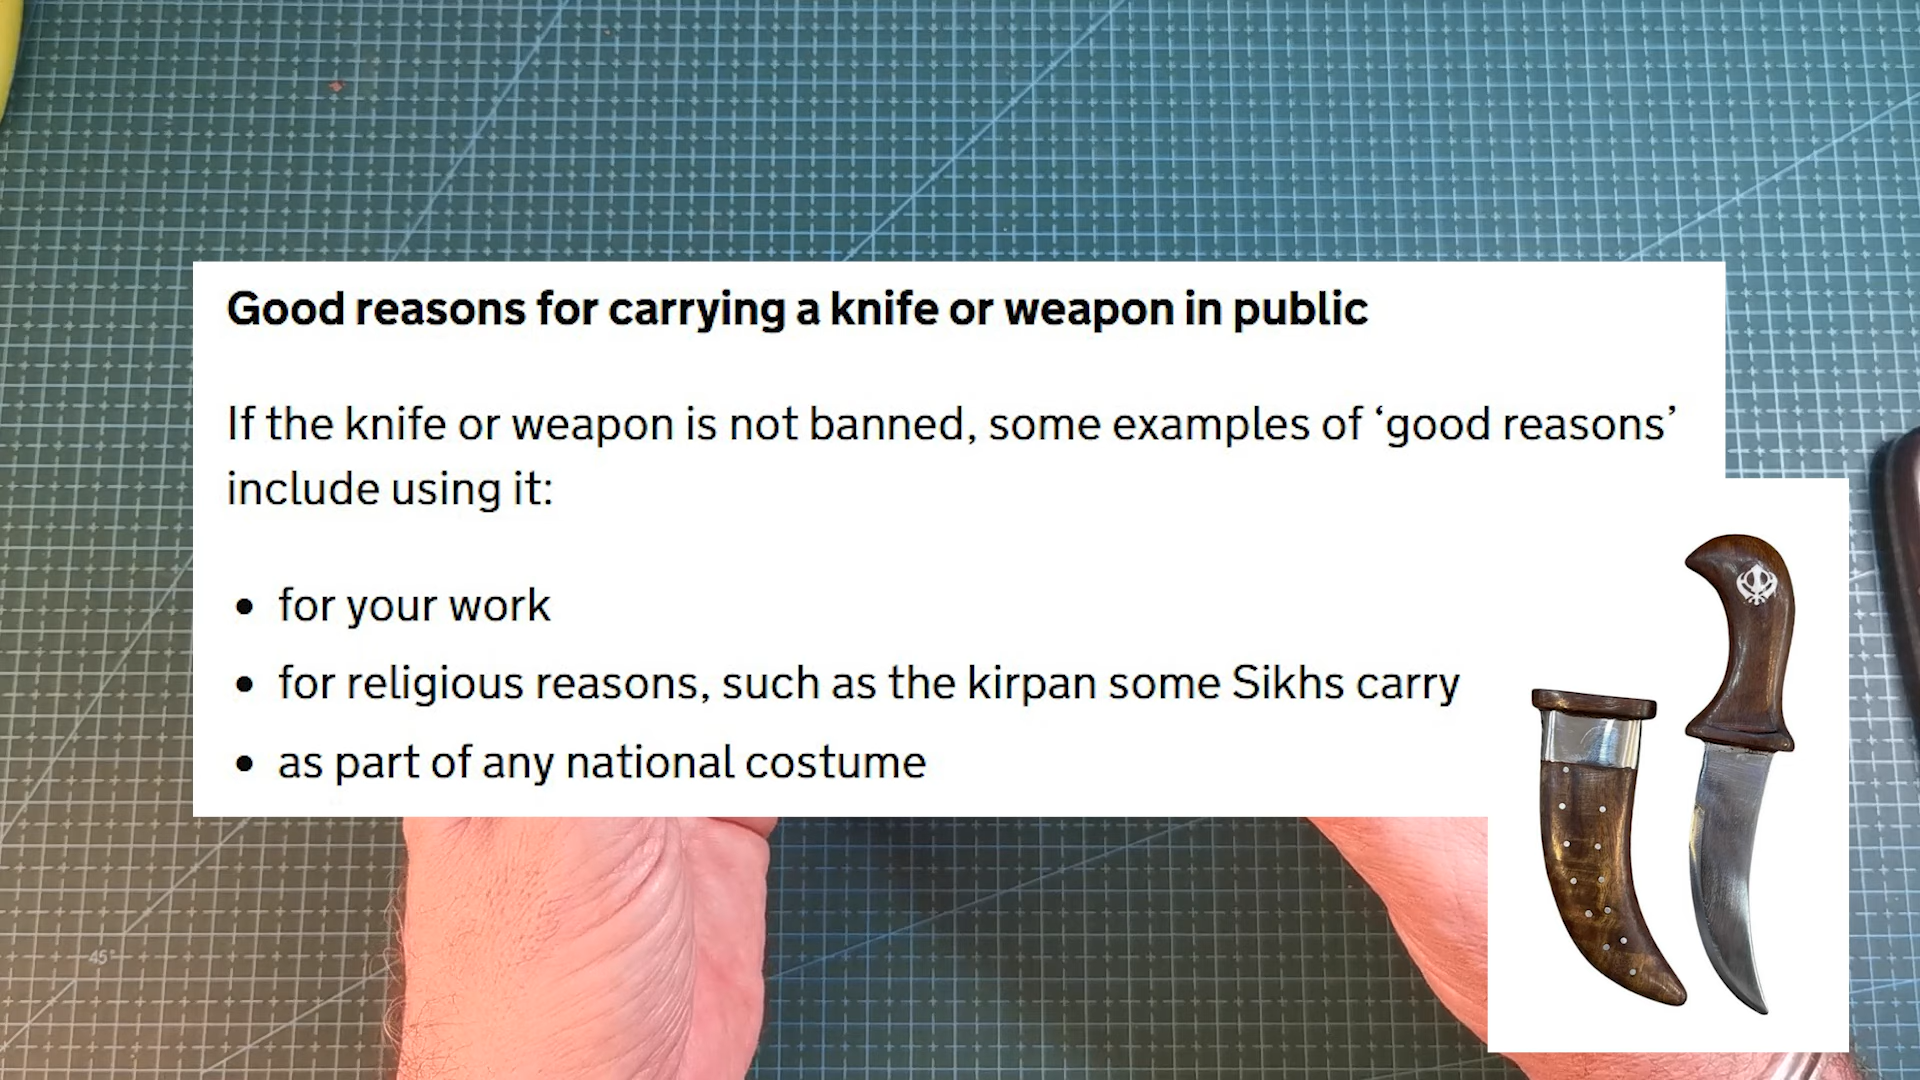 Good reasons for carrying a knife or weapon in public
If the knife or weapon is not banned, some examples of ‘good reasons’
include using it:
• for your work
• for religious reasons, such as the kirpan some Sikhs carry
• as part of any national costume
45°